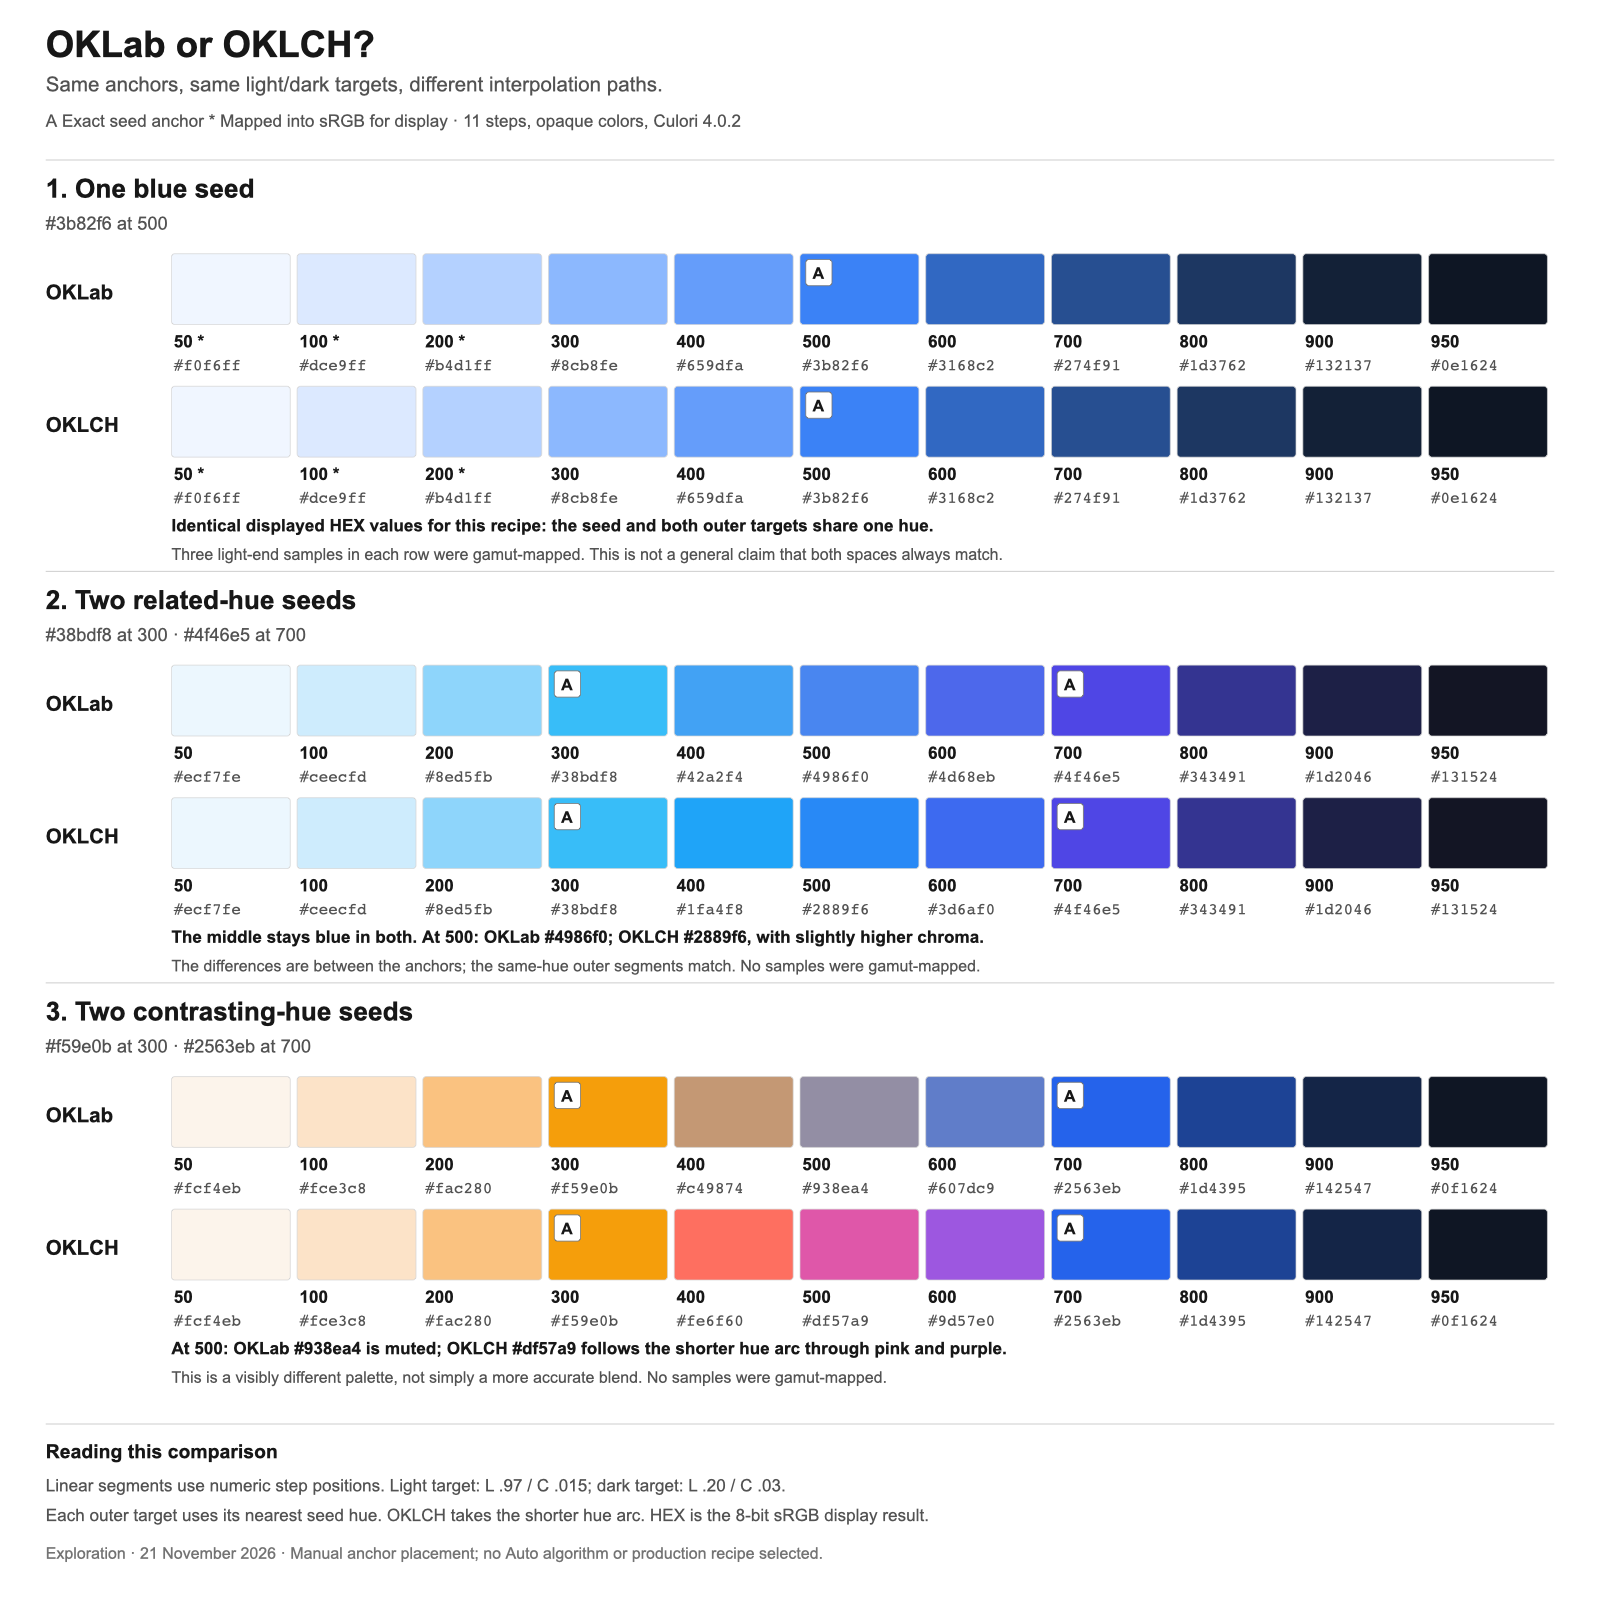 OKLab or OKLCH?
Same anchors, same light/dark targets, different interpolation paths.
A Exact seed anchor * Mapped into sRGB for display · 11 steps, opaque colors, Culori 4.0.2
1. One blue seed
#3b82f6 at 500
OKLab
A
50 * 100 * 200 * 300 400 500 600 700 800 900 950
#f0f6ff #dce9ff #b4d1ff #8cb8fe #659dfa #3b82f6 #3168c2 #274f91 #1d3762 #132137 #0e1624
OKLCH
A
50 * 100 * 200 * 300 400 500 600 700 800 900 950
#f0f6ff #dce9ff #b4d1ff #8cb8fe #659dfa #3b82f6 #3168c2 #274f91 #1d3762 #132137 #0e1624
Identical displayed HEX values for this recipe: the seed and both outer targets share one hue.
Three light-end samples in each row were gamut-mapped. This is not a general claim that both spaces always match.
2. Two related-hue seeds
#38bdf8 at 300 · #4f46e5 at 700
OKLab
A A
50 100 200 300 400 500 600 700 800 900 950
#ecf7fe #ceecfd #8ed5fb #38bdf8 #42a2f4 #4986f0 #4d68eb #4f46e5 #343491 #1d2046 #131524
OKLCH
A A
50 100 200 300 400 500 600 700 800 900 950
#ecf7fe #ceecfd #8ed5fb #38bdf8 #1fa4f8 #2889f6 #3d6af0 #4f46e5 #343491 #1d2046 #131524
The middle stays blue in both. At 500: OKLab #4986f0; OKLCH #2889f6, with slightly higher chroma.
The differences are between the anchors; the same-hue outer segments match. No samples were gamut-mapped.
3. Two contrasting-hue seeds
#f59e0b at 300 · #2563eb at 700
OKLab
A A
50 100 200 300 400 500 600 700 800 900 950
#fcf4eb #fce3c8 #fac280 #f59e0b #c49874 #938ea4 #607dc9 #2563eb #1d4395 #142547 #0f1624
OKLCH
A A
50 100 200 300 400 500 600 700 800 900 950
#fcf4eb #fce3c8 #fac280 #f59e0b #fe6f60 #df57a9 #9d57e0 #2563eb #1d4395 #142547 #0f1624
At 500: OKLab #938ea4 is muted; OKLCH #df57a9 follows the shorter hue arc through pink and purple.
This is a visibly different palette, not simply a more accurate blend. No samples were gamut-mapped.
Reading this comparison
Linear segments use numeric step positions. Light target: L .97 / C .015; dark target: L .20 / C .03.
Each outer target uses its nearest seed hue. OKLCH takes the shorter hue arc. HEX is the 8-bit sRGB display result.
Exploration · 21 November 2026 · Manual anchor placement; no Auto algorithm or production recipe selected.